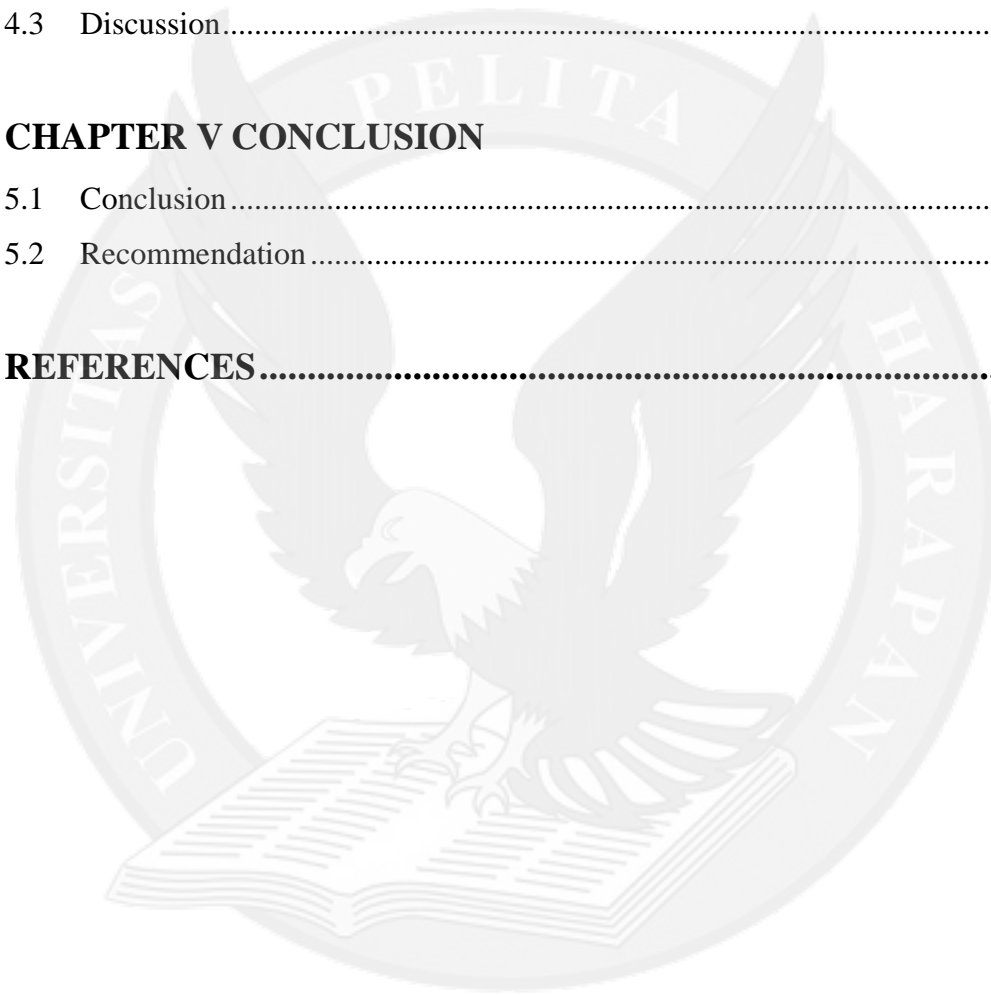 4.3 Discussion........................................................................................................
PELITA
CHAPTER V CONCLUSION
5.1 Conclusion.......................................................................................................
5.2 Recommendation............................................................................................
UNIVERSITAS
HARAPAN
REFERENCES.......................................................................................